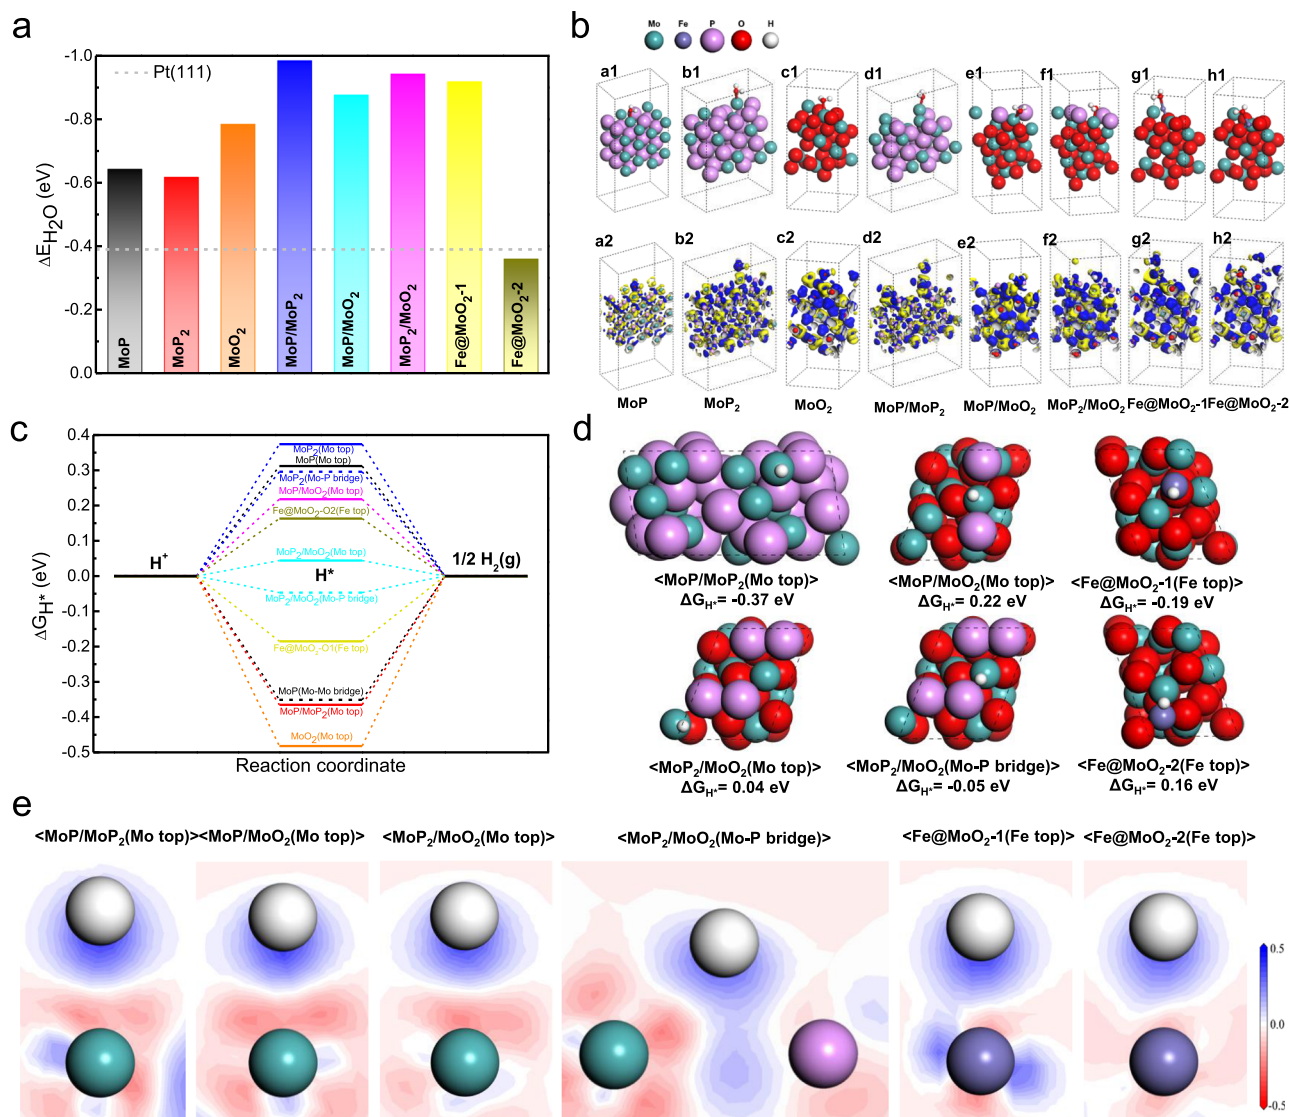 a
ΔE_H2O (eV)
-1.0
-0.8
-0.6
-0.4
-0.2
0.0
Pt(111)
MoP
MoP₂
MoO₂
MoP/MoP₂
MoP/MoO₂
MoP₂/MoO₂
Fe@MoO₂-1
Fe@MoO₂-2
b
Mo Fe P O H
a1 b1 c1 d1 e1 f1 g1 h1
a2 b2 c2 d2 e2 f2 g2 h2
MoP MoP₂ MoO₂ MoP/MoP₂ MoP/MoO₂ MoP₂/MoO₂ Fe@MoO₂-1 Fe@MoO₂-2
c
ΔG_H* (eV)
0.4
0.3
0.2
0.1
0.0
-0.1
-0.2
-0.3
-0.4
-0.5
MoP₂(Mo top)
MoP(Mo top)
MoP₂(Mo-P bridge)
MoP/MoO₂(Mo top)
Fe@MoO₂-O2(Fe top)
MoP₂/MoO₂(Mo top)
H⁺
H*
1/2 H₂(g)
MoP₂/MoO₂(Mo-P bridge)
Fe@MoO₂-O1(Fe top)
MoP(Mo-Mo bridge)
MoP/MoP₂(Mo top)
MoO₂(Mo top)
Reaction coordinate
d
<MoP/MoP₂(Mo top)>
ΔG_H*= -0.37 eV
<MoP/MoO₂(Mo top)>
ΔG_H*= 0.22 eV
<Fe@MoO₂-1(Fe top)>
ΔG_H*= -0.19 eV
<MoP₂/MoO₂(Mo top)>
ΔG_H*= 0.04 eV
<MoP₂/MoO₂(Mo-P bridge)>
ΔG_H*= -0.05 eV
<Fe@MoO₂-2(Fe top)>
ΔG_H*= 0.16 eV
e
<MoP/MoP₂(Mo top)> <MoP/MoO₂(Mo top)> <MoP₂/MoO₂(Mo top)> <MoP₂/MoO₂(Mo-P bridge)> <Fe@MoO₂-1(Fe top)> <Fe@MoO₂-2(Fe top)>
0.5
0.0
-0.5